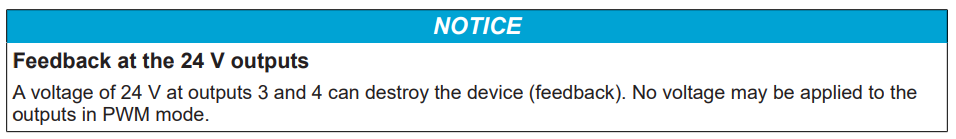 NOTICE
Feedback at the 24 V outputs
A voltage of 24 V at outputs 3 and 4 can destroy the device (feedback). No voltage may be applied to the
outputs in PWM mode.